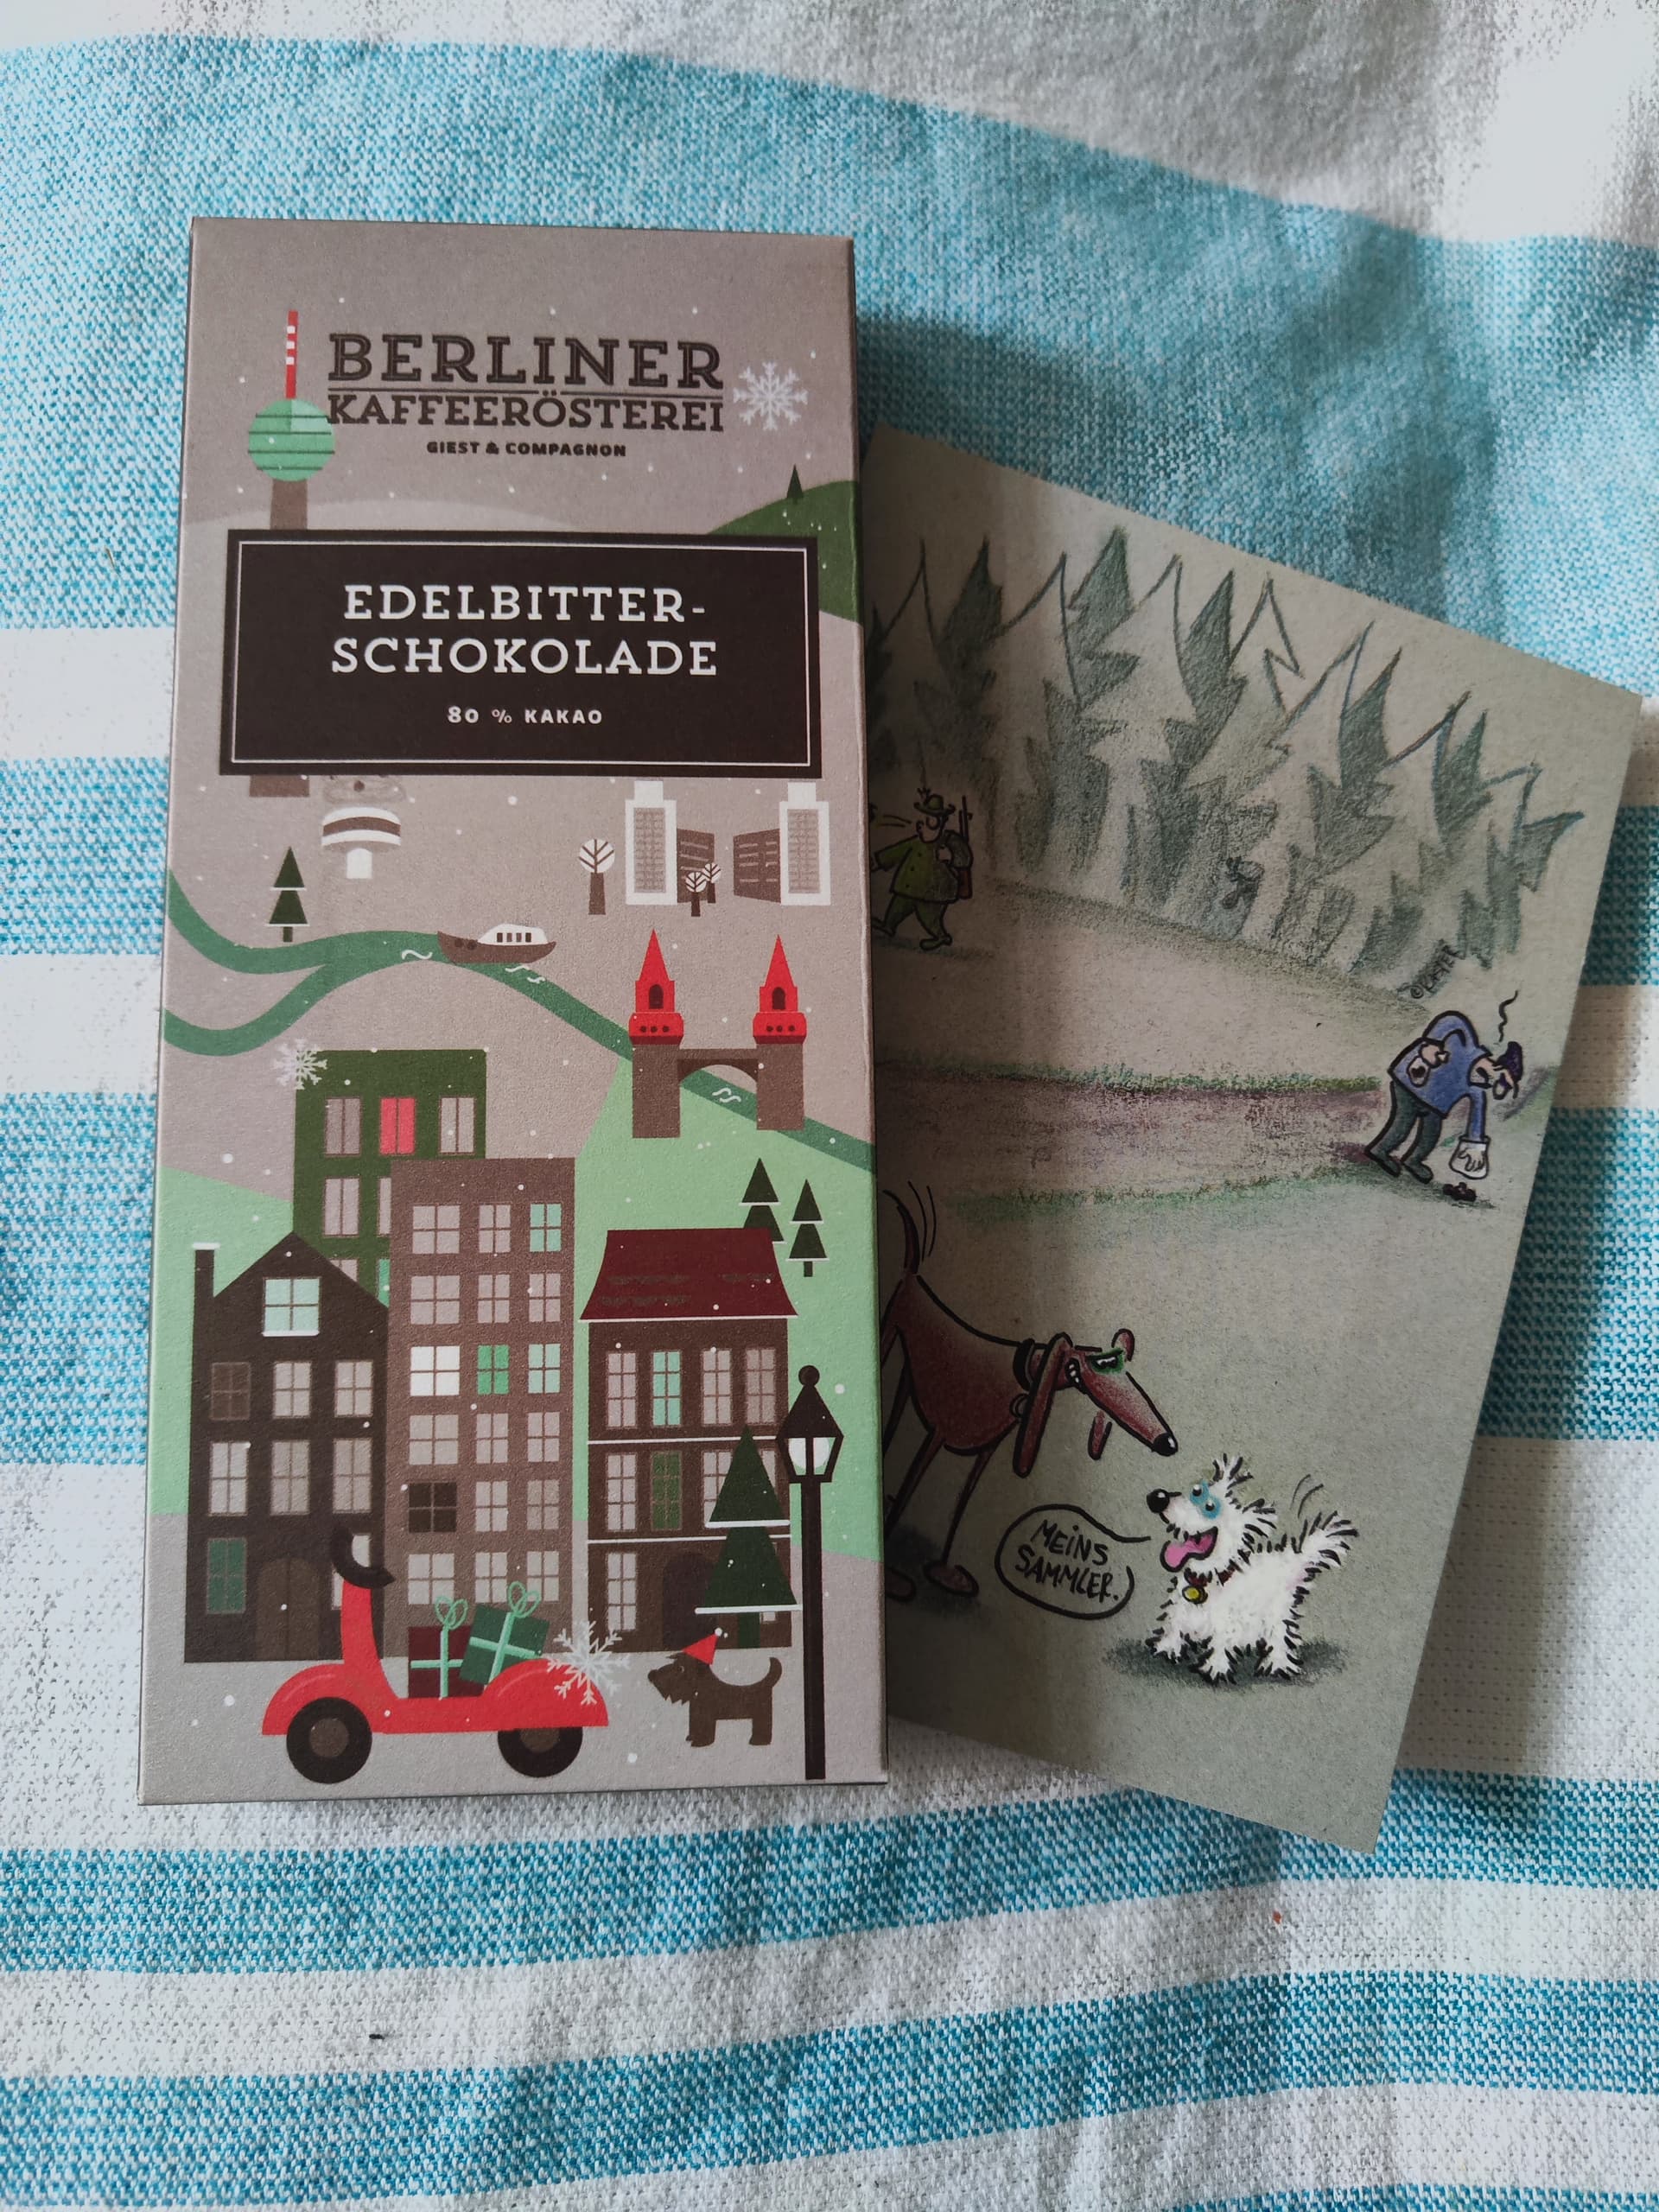 BERLINER
KAFFEERÖSTEREI
GIEST & COMPAGNON
EDELBITTER-
SCHOKOLADE
80 % KAKAO
MEINS
SAMMLER.